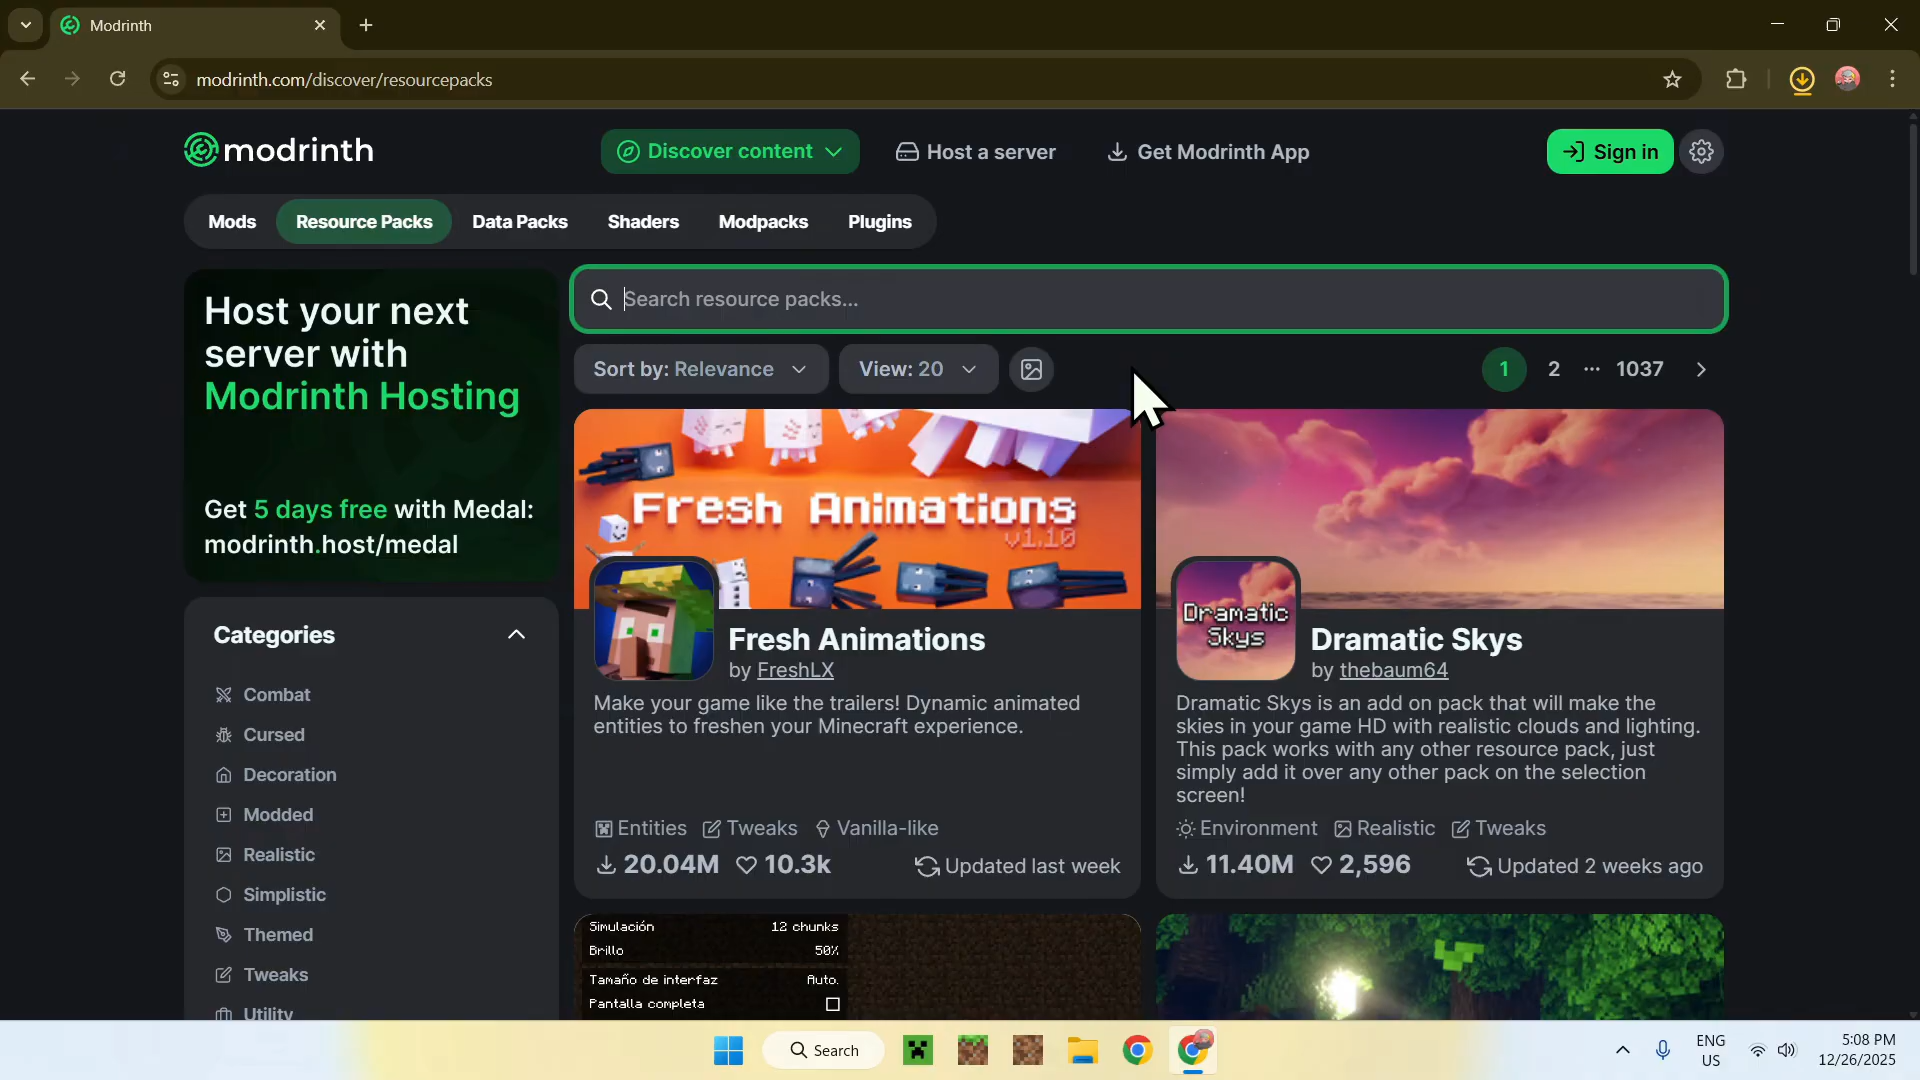 Modrinth
modrinth.com/discover/resourcepacks
modrinth
Discover content
Host a server
Get Modrinth App
Sign in
Mods
Resource Packs
Data Packs
Shaders
Modpacks
Plugins
Host your next
server with
Modrinth Hosting
Get 5 days free with Medal:
modrinth.host/medal
Search resource packs...
Sort by: Relevance
View: 20
1 2 ··· 1037
Categories
Combat
Cursed
Decoration
Modded
Realistic
Simplistic
Themed
Tweaks
Utility
Fresh Animations
v1.10
Fresh Animations
by FreshLX
Make your game like the trailers! Dynamic animated
entities to freshen your Minecraft experience.
Entities Tweaks Vanilla-like
20.04M 10.3k Updated last week
Dramatic
Skys
Dramatic Skys
by thebaum64
Dramatic Skys is an add on pack that will make the
skies in your game HD with realistic clouds and lighting.
This pack works with any other resource pack, just
simply add it over any other pack on the selection
screen!
Environment Realistic Tweaks
11.40M 2,596 Updated 2 weeks ago
Simulación 12 chunks
Brillo 50%
Tamaño de interfaz Auto.
Pantalla completa
Search
ENG
US
5:08 PM
12/26/2025